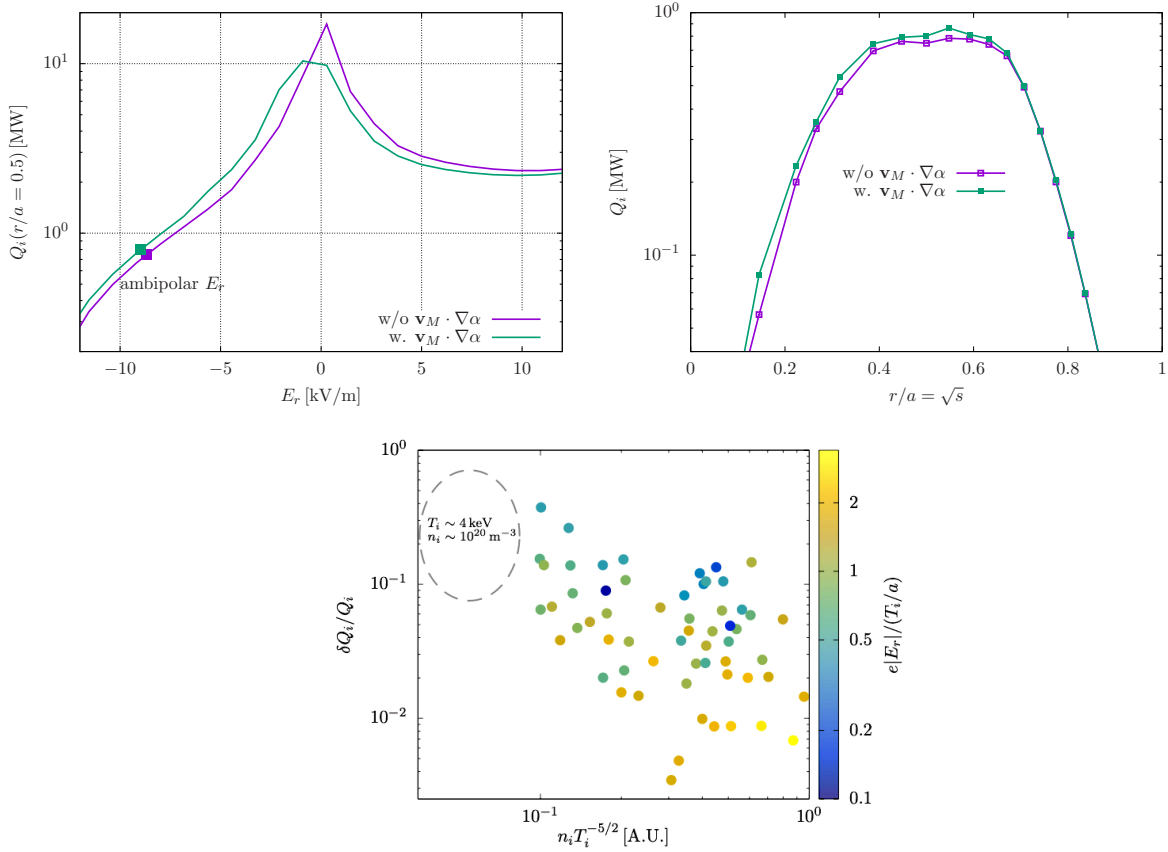 Q_i(r/a = 0.5) [MW]
10^1
10^0
ambipolar E_r
w/o v_M · ∇α
w. v_M · ∇α
−10
−5
0
5
10
E_r [kV/m]
Q_i [MW]
10^0
10^{-1}
w/o v_M · ∇α
w. v_M · ∇α
0
0.2
0.4
0.6
0.8
1
r/a = √s
δQ_i/Q_i
10^0
10^{-1}
10^{-2}
T_i ∼ 4 keV
n_i ∼ 10^{20} m^{−3}
10^{-1}
10^0
n_i T_i^{−5/2} [A.U.]
2
1
0.5
0.2
0.1
e|E_r|/(T_i/a)